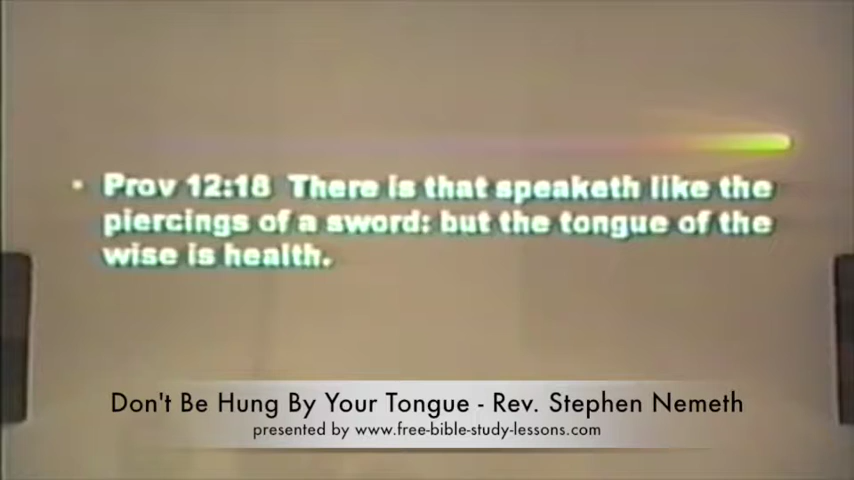 • Prov 12:18 There is that speaketh like the
piercings of a sword: but the tongue of the
wise is health.
Don't Be Hung By Your Tongue - Rev. Stephen Nemeth
presented by www.free-bible-study-lessons.com